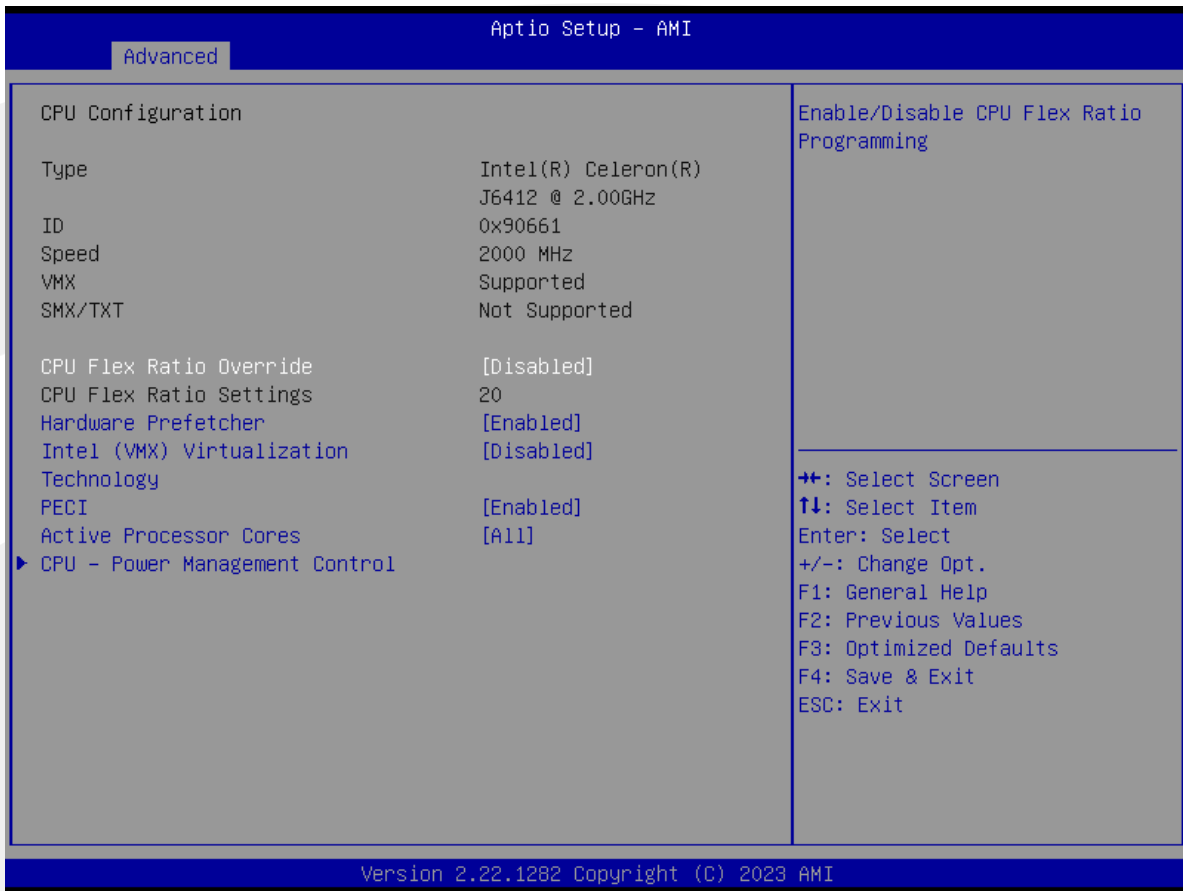 Aptio Setup – AMI
Advanced
CPU Configuration
Type Intel(R) Celeron(R)
J6412 @ 2.00GHz
ID 0x90661
Speed 2000 MHz
VMX Supported
SMX/TXT Not Supported
CPU Flex Ratio Override [Disabled]
CPU Flex Ratio Settings 20
Hardware Prefetcher [Enabled]
Intel (VMX) Virtualization [Disabled]
Technology
PECI [Enabled]
Active Processor Cores [All]
▶ CPU – Power Management Control
Enable/Disable CPU Flex Ratio
Programming
→←: Select Screen
↑↓: Select Item
Enter: Select
+/-: Change Opt.
F1: General Help
F2: Previous Values
F3: Optimized Defaults
F4: Save & Exit
ESC: Exit
Version 2.22.1282 Copyright (C) 2023 AMI